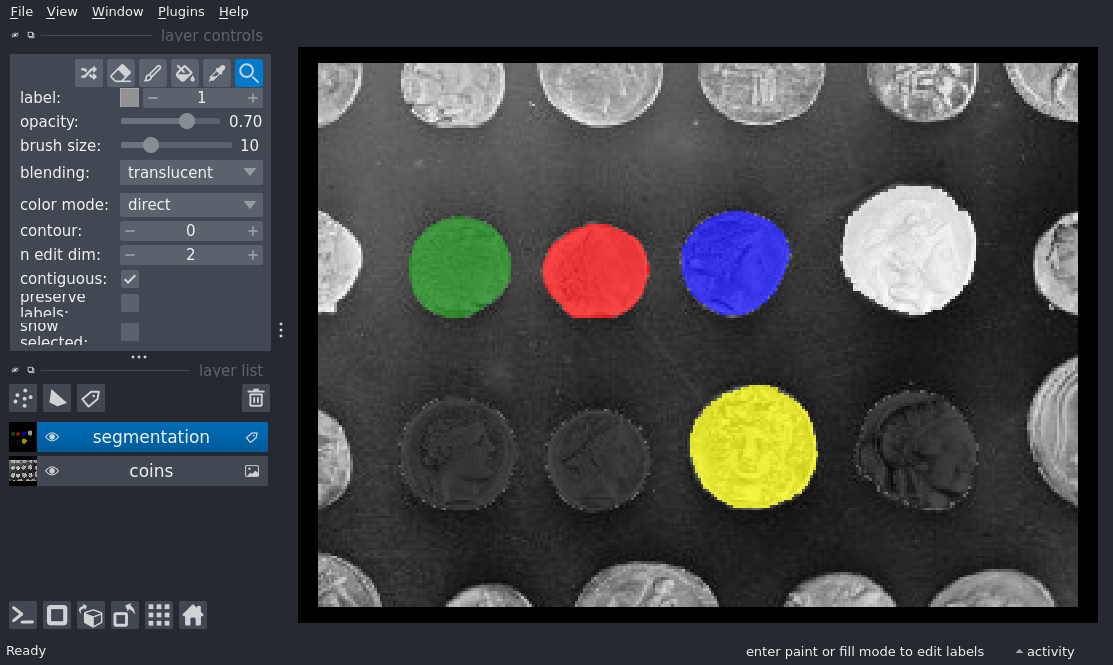 File View Window Plugins Help
layer controls
label: 1
opacity: 0.70
brush size: 10
blending: translucent
color mode: direct
contour: 0
n edit dim: 2
contiguous:
preserve
labels:
show
selected:
layer list
segmentation
coins
Ready enter paint or fill mode to edit labels activity